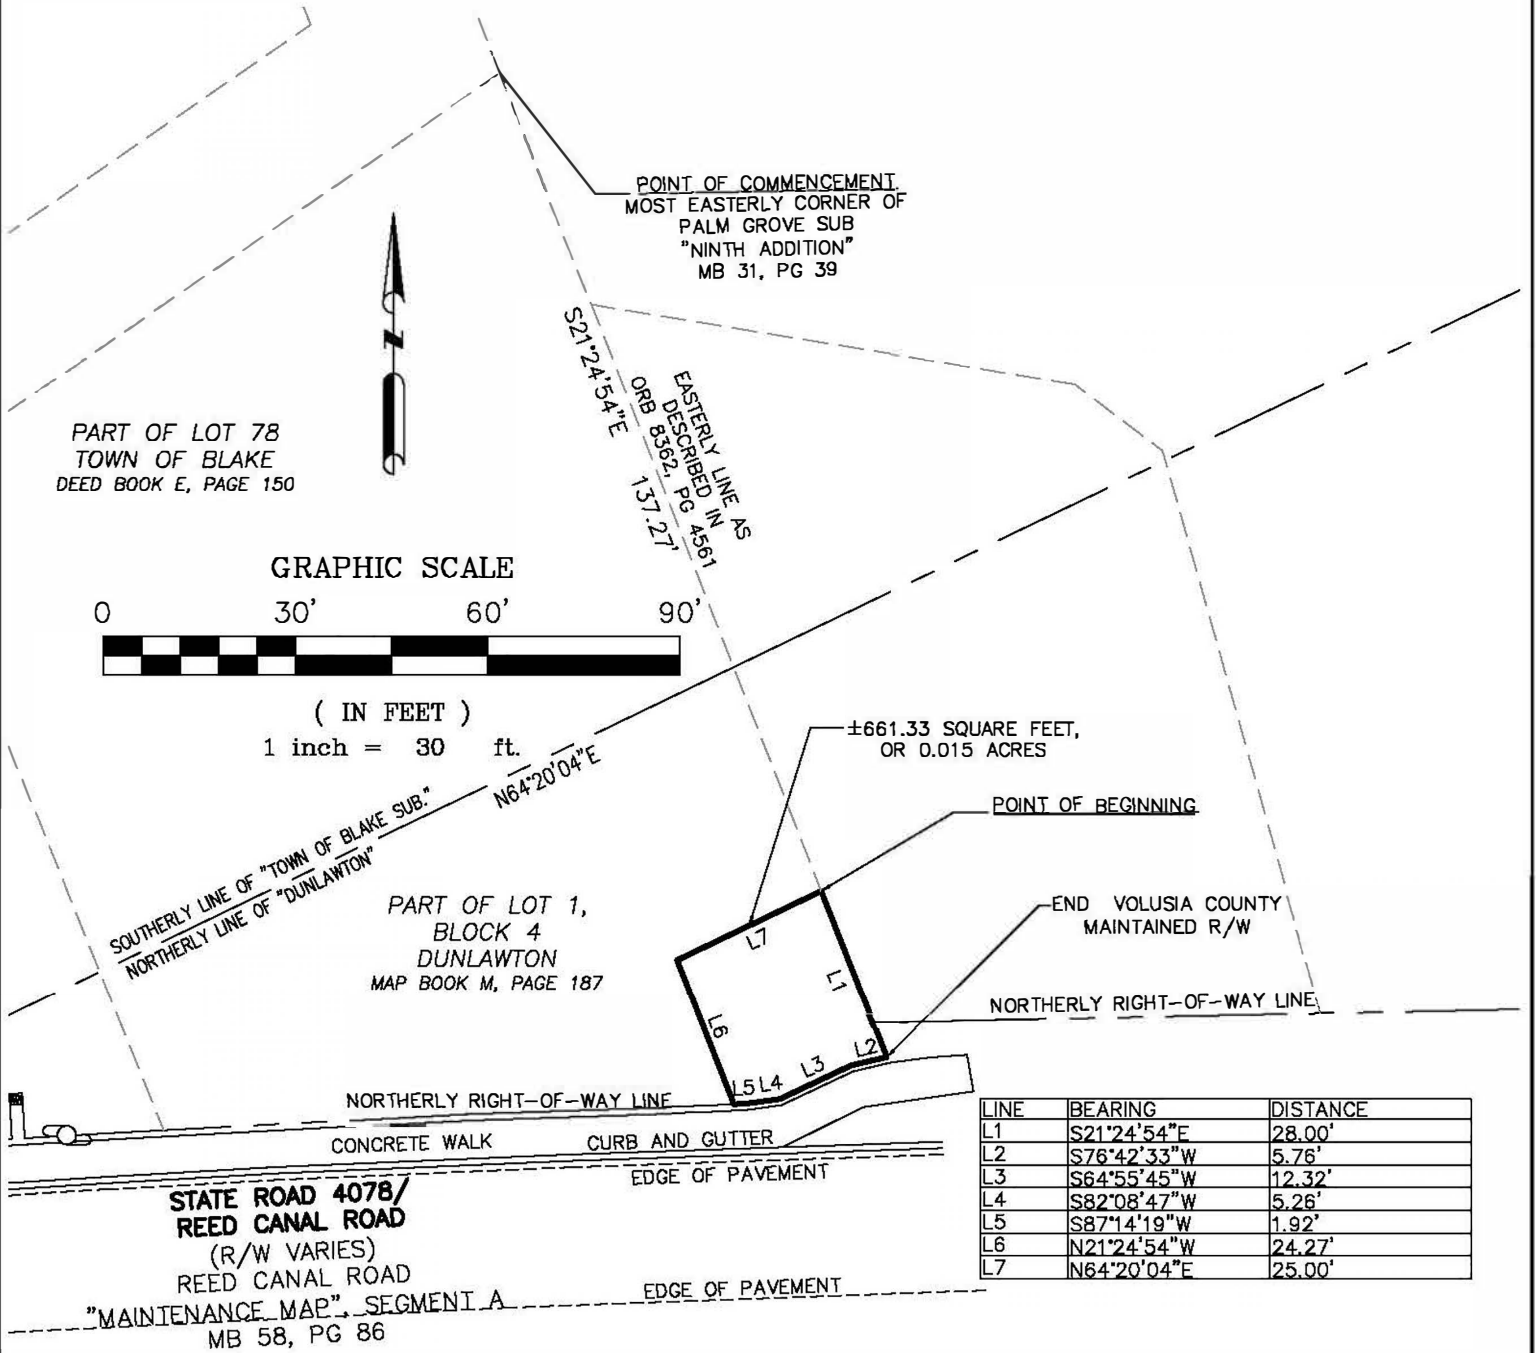 POINT OF COMMENCEMENT
MOST EASTERLY CORNER OF
PALM GROVE SUB
"NINTH ADDITION"
MB 31, PG 39
N
S21°24'54"E 137.27'
EASTERLY LINE AS
DESCRIBED IN
ORB 8362, PG 4561
PART OF LOT 78
TOWN OF BLAKE
DEED BOOK E, PAGE 150
GRAPHIC SCALE
0 30' 60' 90'
( IN FEET )
1 inch = 30 ft.
N64°20'04"E
SOUTHERLY LINE OF "TOWN OF BLAKE SUB."
NORTHERLY LINE OF "DUNLAWTON"
±661.33 SQUARE FEET,
OR 0.015 ACRES
POINT OF BEGINNING
END VOLUSIA COUNTY
MAINTAINED R/W
PART OF LOT 1,
BLOCK 4
DUNLAWTON
MAP BOOK M, PAGE 187
L7
L1
L6
L2
L3
L5 L4
NORTHERLY RIGHT-OF-WAY LINE
NORTHERLY RIGHT-OF-WAY LINE
CONCRETE WALK
CURB AND GUTTER
EDGE OF PAVEMENT
STATE ROAD 4078/
REED CANAL ROAD
(R/W VARIES)
REED CANAL ROAD
"MAINTENANCE MAP", SEGMENT A
MB 58, PG 86
EDGE OF PAVEMENT
LINE BEARING DISTANCE
L1 S21°24'54"E 28.00'
L2 S76°42'33"W 5.76'
L3 S64°55'45"W 12.32'
L4 S82°08'47"W 5.26'
L5 S87°14'19"W 1.92'
L6 N21°24'54"W 24.27'
L7 N64°20'04"E 25.00'